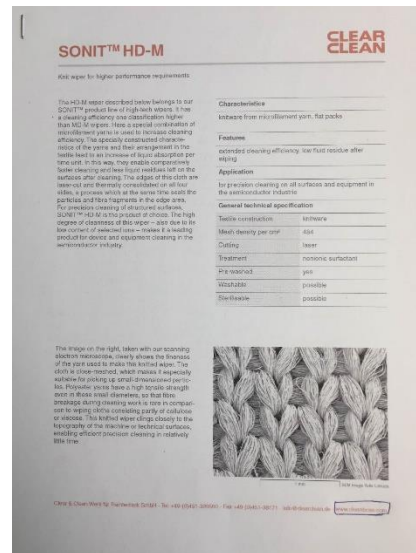 CLEAR
CLEAN
SONIT™ HD-M
Knit wiper for higher performance requirements
The HD-M wiper described below belongs to our
SONIT™ product line of high-tech wipers. It has
a cleaning efficiency one classification higher
than MD-M wipers. Here a special combination of
microfilament yarns is used to increase cleaning
efficiency. The specially constructed characte-
ristics of the yarns and their arrangement in the
textile lead to an increase of liquid absorption per
time unit. In this way, they enable comparatively
faster cleaning and less liquid residues left on the
surfaces after cleaning. The edges of this cloth are
laser-cut and thermally consolidated on all four
sides, a process which at the same time seals the
particles and fibre fragments in the edge area.
For precision cleaning of structured surfaces,
SONIT™ HD-M is the product of choice. The high
degree of cleanness of this wiper – also due to its
low content of selected ions – makes it a leading
product for device and equipment cleaning in the
semiconductor industry.
Characteristics
knitware from microfilament yarn, flat packs
Features
extended cleaning efficiency, low fluid residue after
wiping
Application
for precision cleaning on all surfaces and equipment in
the semiconductor industry
General technical specification
Textile construction knitware
Mesh density per cm²
Cutting laser
Treatment nonionic surfactant
Pre-washed yes
Washable possible
Sterilisable possible
The image on the right, taken with our scanning
electron microscope, clearly shows the fineness
of the yarn used to make this knitted wiper. The
cloth is close-meshed, which makes it especially
suitable for picking up small-dimensioned partic-
les. Polyester yarns have a high tensile strength
even in these small diameters, so that fibre
breakage during cleaning work is rare in compari-
son to wiping cloths consisting partly of cellulose
or viscose. This knitted wiper clings closely to the
topography of the machine or technical surfaces,
enabling efficient precision cleaning in relatively
little time.
1 mm
SEM image
Clear & Clean Werk für Reintechnik GmbH